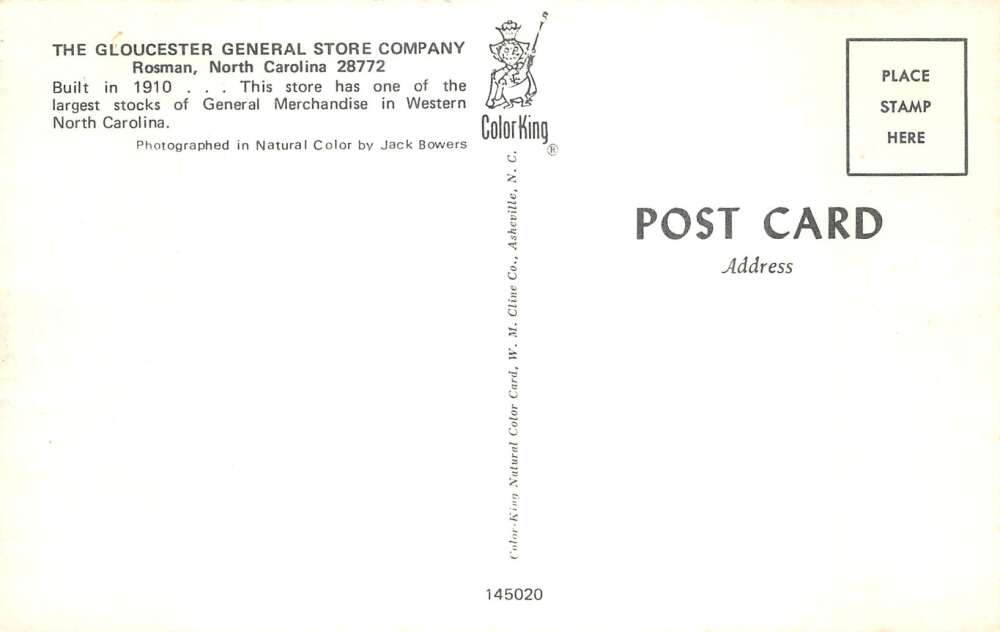 THE GLOUCESTER GENERAL STORE COMPANY
Rosman, North Carolina 28772
Built in 1910 . . . This store has one of the
largest stocks of General Merchandise in Western
North Carolina.
Photographed in Natural Color by Jack Bowers
ColorKing
®
Color-King Natural Color Card, W. M. Cline Co., Asheville, N. C.
145020
PLACE
STAMP
HERE
POST CARD
Address